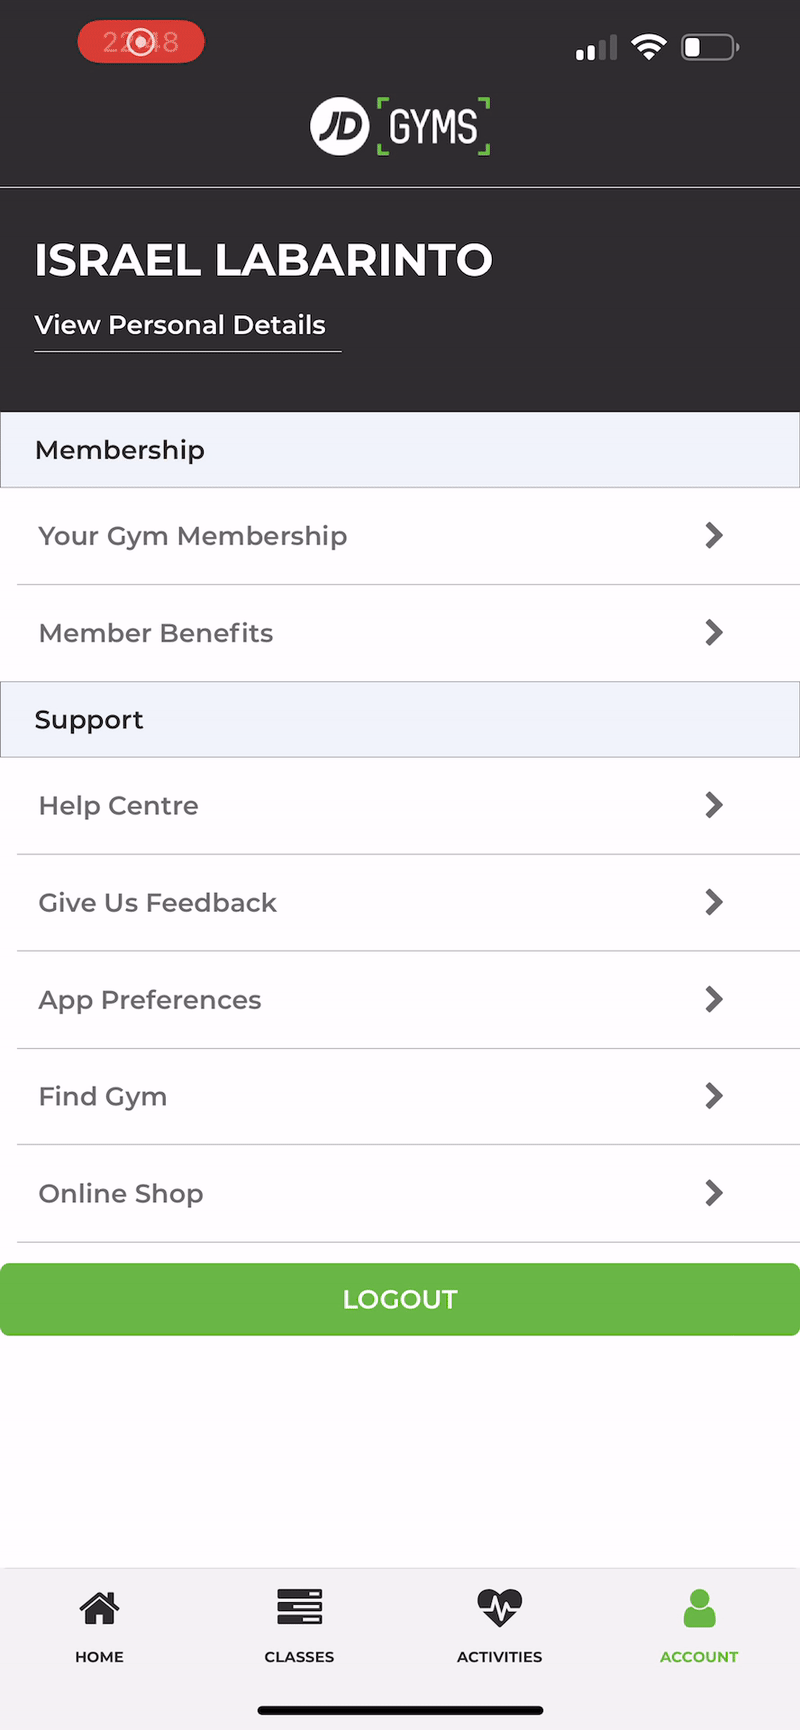 22:48
JD GYMS
ISRAEL LABARINTO
View Personal Details
Membership
Your Gym Membership
Member Benefits
Support
Help Centre
Give Us Feedback
App Preferences
Find Gym
Online Shop
LOGOUT
HOME CLASSES ACTIVITIES ACCOUNT